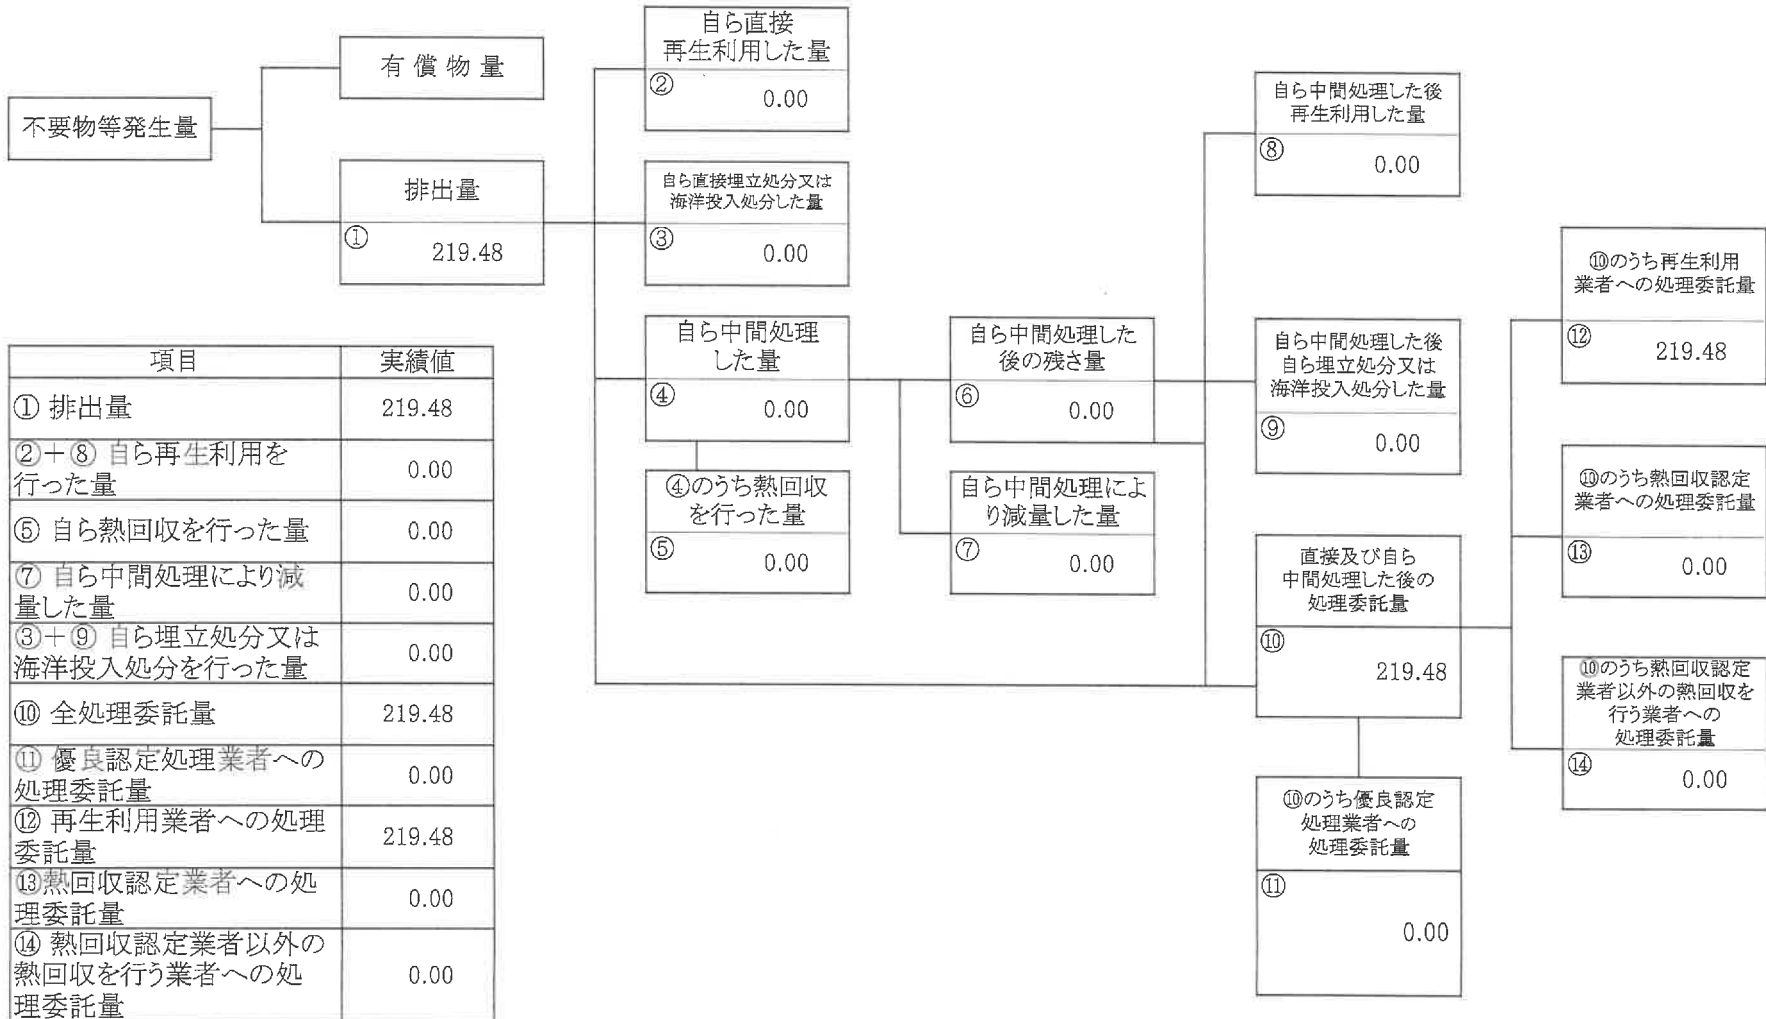 不要物等発生量
有償物量
排出量
①
219.48
自ら直接
再生利用した量
②
0.00
自ら直接埋立処分又は
海洋投入処分した量
③
0.00
自ら中間処理
した量
④
0.00
④のうち熱回収
を行った量
⑤
0.00
自ら中間処理した
後の残さ量
⑥
0.00
自ら中間処理によ
り減量した量
⑦
0.00
自ら中間処理した後
再生利用した量
⑧
0.00
自ら中間処理した後
自ら埋立処分又は
海洋投入処分した量
⑨
0.00
直接及び自ら
中間処理した後の
処理委託量
⑩
219.48
⑩のうち優良認定
処理業者への
処理委託量
⑪
0.00
⑩のうち再生利用
業者への処理委託量
⑫
219.48
⑩のうち熱回収認定
業者への処理委託量
⑬
0.00
⑩のうち熱回収認定
業者以外の熱回収を
行う業者への
処理委託量
⑭
0.00
項目 実績値
① 排出量 219.48
②+⑧ 自ら再生利用を
行った量 0.00
⑤ 自ら熱回収を行った量 0.00
⑦ 自ら中間処理により減
量した量 0.00
③+⑨ 自ら埋立処分又は
海洋投入処分を行った量 0.00
⑩ 全処理委託量 219.48
⑪ 優良認定処理業者への
処理委託量 0.00
⑫ 再生利用業者への処理
委託量 219.48
⑬熱回収認定業者への処
理委託量 0.00
⑭ 熱回収認定業者以外の
熱回収を行う業者への処
理委託量 0.00